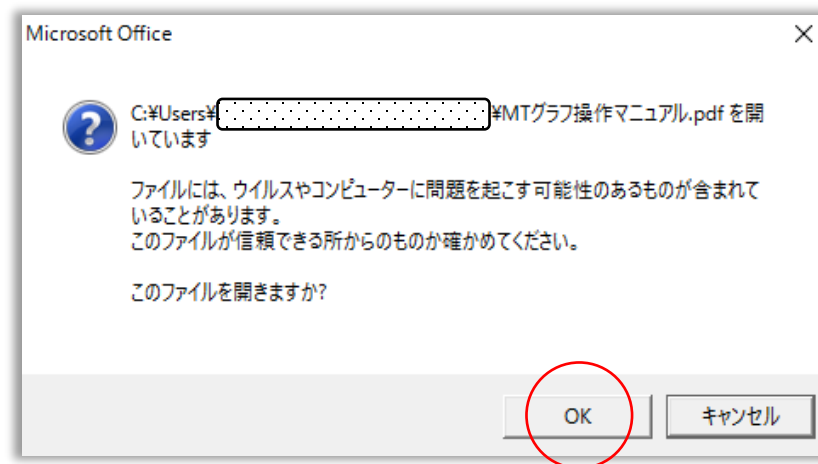 Microsoft Office
C:¥Users¥ ¥MTグラフ操作マニュアル.pdf を開
いています
ファイルには、ウイルスやコンピューターに問題を起こす可能性のあるものが含まれて
いることがあります。
このファイルが信頼できる所からのものか確かめてください。
このファイルを開きますか?
OK
キャンセル